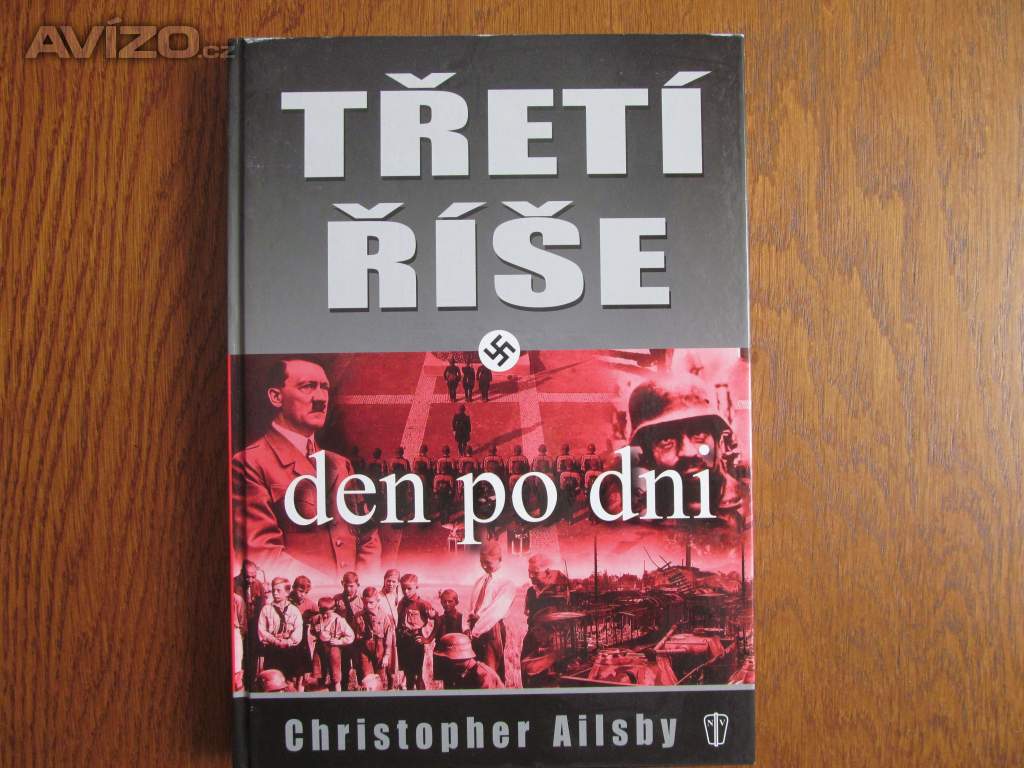 AVÍZO.cz
TŘETÍ
ŘÍŠE
den po dni
Christopher Ailsby
N V